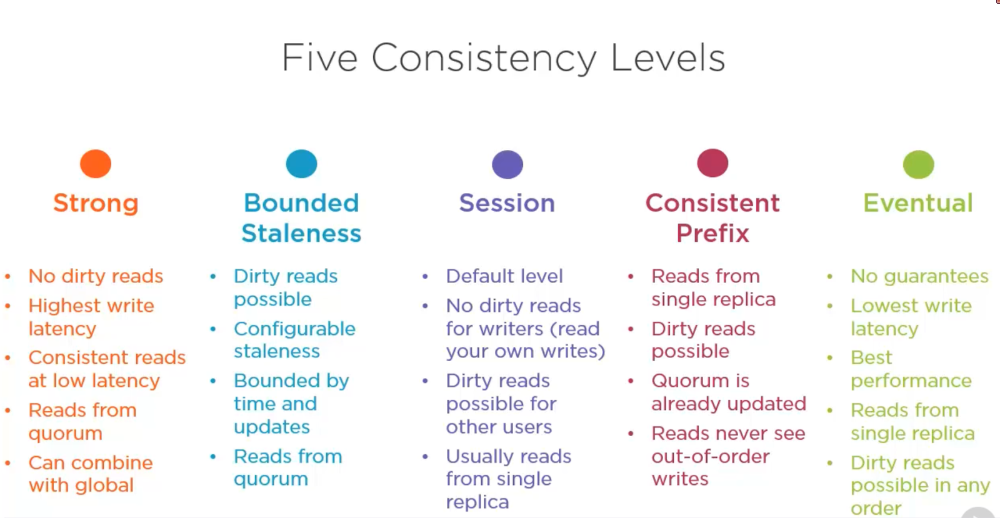 Five Consistency Levels
Strong
• No dirty reads
• Highest write
latency
• Consistent reads
at low latency
• Reads from
quorum
• Can combine
with global
Bounded
Staleness
• Dirty reads
possible
• Configurable
staleness
• Bounded by
time and
updates
• Reads from
quorum
Session
• Default level
• No dirty reads
for writers (read
your own writes)
• Dirty reads
possible for
other users
• Usually reads
from single
replica
Consistent
Prefix
• Reads from
single replica
• Dirty reads
possible
• Quorum is
already updated
• Reads never see
out-of-order
writes
Eventual
• No guarantees
• Lowest write
latency
• Best
performance
• Reads from
single replica
• Dirty reads
possible in any
order